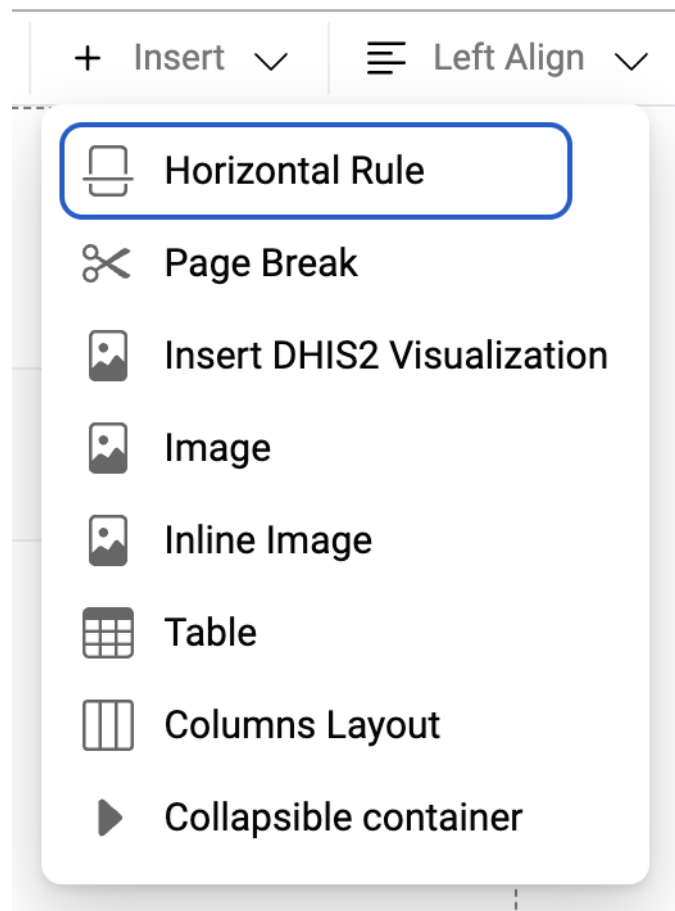 Insert
Left Align
Horizontal Rule
Page Break
Insert DHIS2 Visualization
Image
Inline Image
Table
Columns Layout
Collapsible container